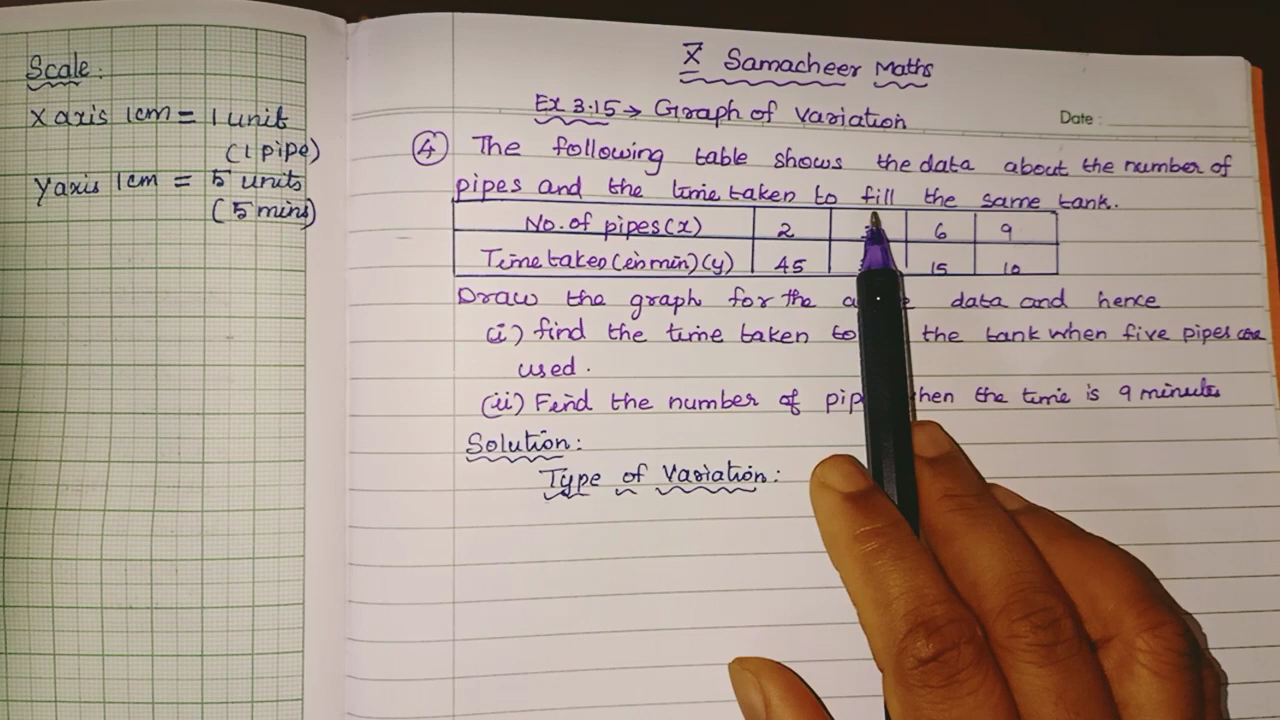 Scale:
X axis 1cm = 1 unit
(1 pipe)
Y axis 1cm = 5 units
(5 mins)
X Samacheer Maths
Ex 3.15 → Graph of variation
Date :
4 The following table shows the data about the number of
pipes and the time taken to fill the same tank.
No. of pipes (x) 2 6 9
Time taken (in min) (y) 45 15 10
Draw the graph for the data and hence
(i) find the time taken to the tank when five pipes are
used.
(ii) Find the number of when the time is 9 minutes
Solution:
Type of Variation: